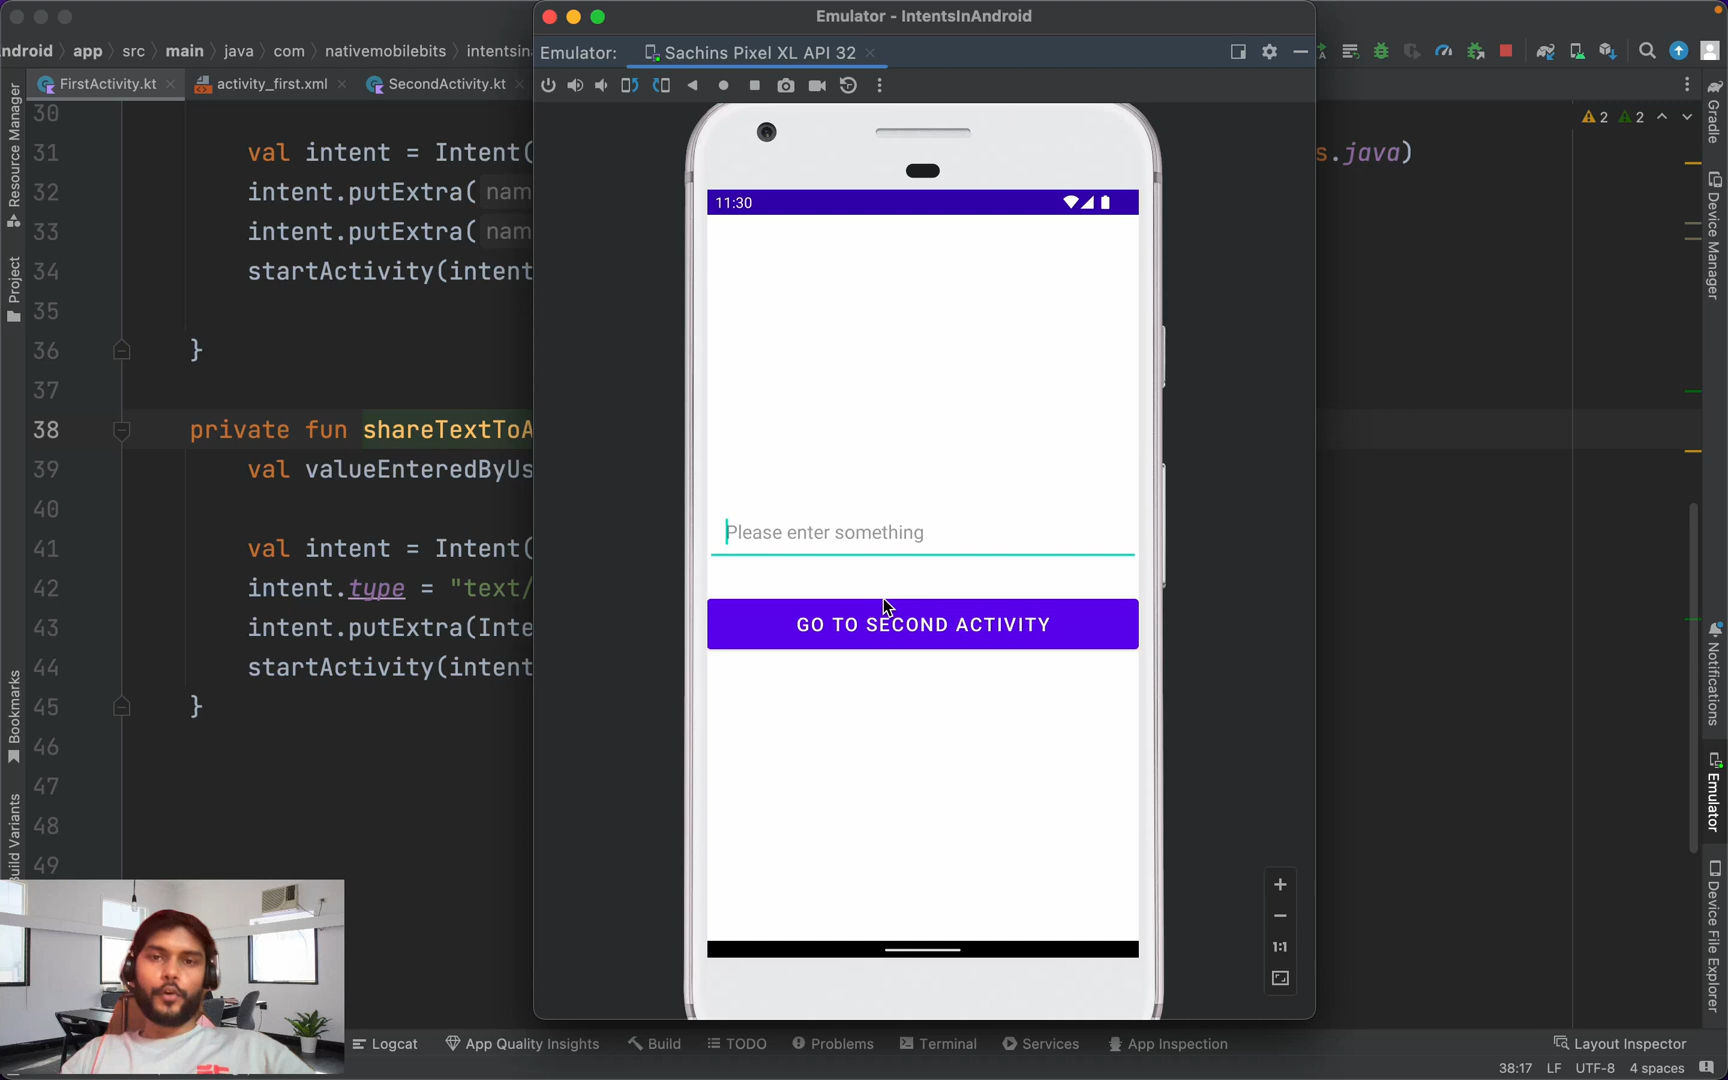 Emulator - IntentsInAndroid
ndroid app src main java com nativemobilebits intentsin
Emulator: Sachins Pixel XL API 32
FirstActivity.kt activity_first.xml SecondActivity.kt
30
31 val intent = Intent( s.java)
32 intent.putExtra( nam
33 intent.putExtra( nam
34 startActivity(intent
35
36 }
37
38 private fun shareTextToA
39 val valueEnteredByUs
40
41 val intent = Intent(
42 intent.type = "text/
43 intent.putExtra(Inte
44 startActivity(intent
45 }
46
47
48
49
2 2
11:30
Please enter something
GO TO SECOND ACTIVITY
1:1
Resource Manager
Project
Bookmarks
Build Variants
Gradle
Device Manager
Notifications
Emulator
Device File Explorer
Logcat App Quality Insights Build TODO Problems Terminal Services App Inspection Layout Inspector
38:17 LF UTF-8 4 spaces